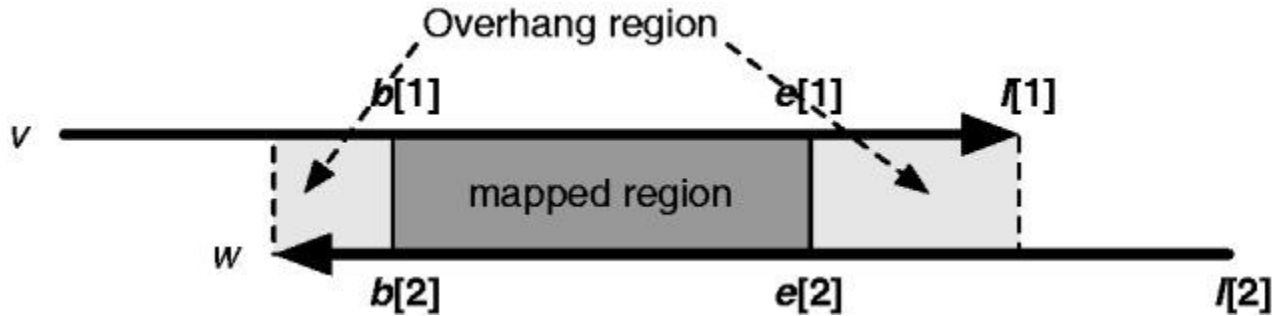 Overhang region
b[1] e[1] l[1]
v
mapped region
w
b[2] e[2] l[2]